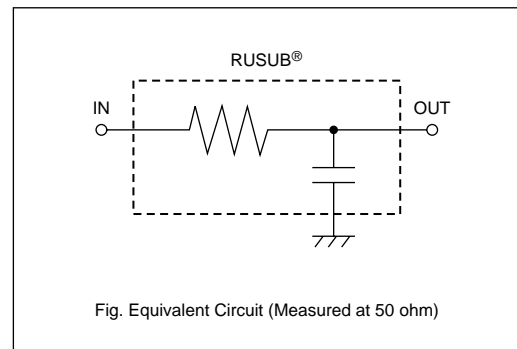 RUSUB®
IN
OUT
Fig. Equivalent Circuit (Measured at 50 ohm)